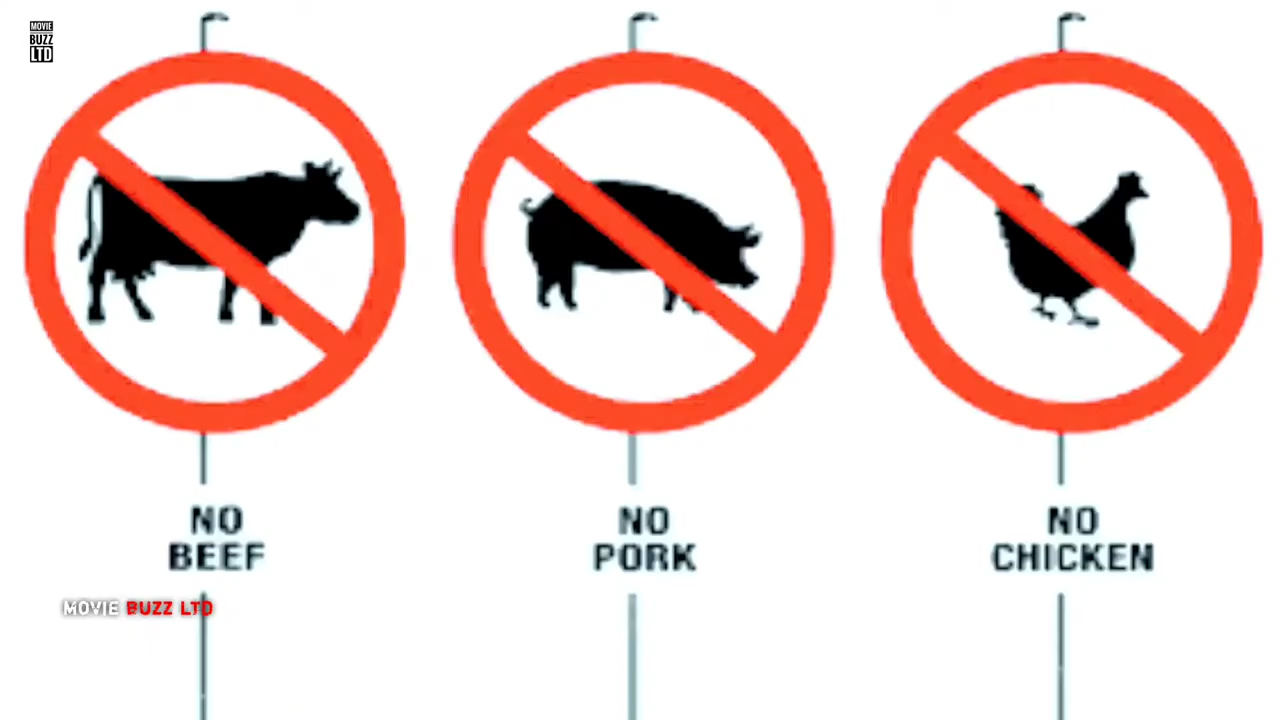 MOVIE
BUZZ
LTD
NO
BEEF
NO
PORK
NO
CHICKEN
MOVIE BUZZ LTD